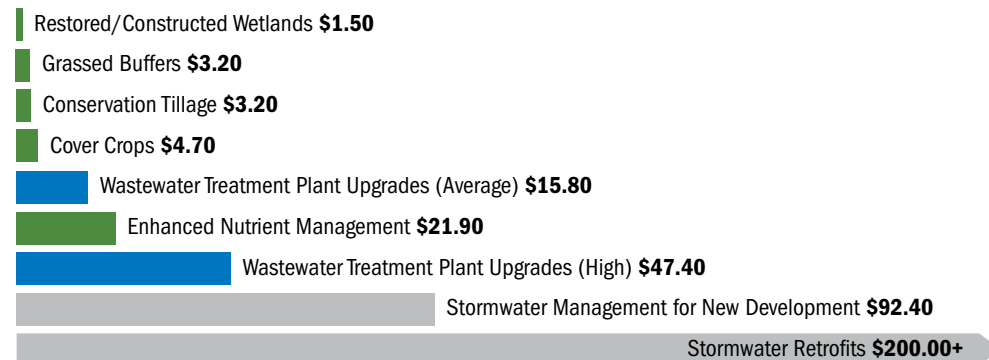 Restored/Constructed Wetlands $1.50
Grassed Buffers $3.20
Conservation Tillage $3.20
Cover Crops $4.70
Wastewater Treatment Plant Upgrades (Average) $15.80
Enhanced Nutrient Management $21.90
Wastewater Treatment Plant Upgrades (High) $47.40
Stormwater Management for New Development $92.40
Stormwater Retrofits $200.00+